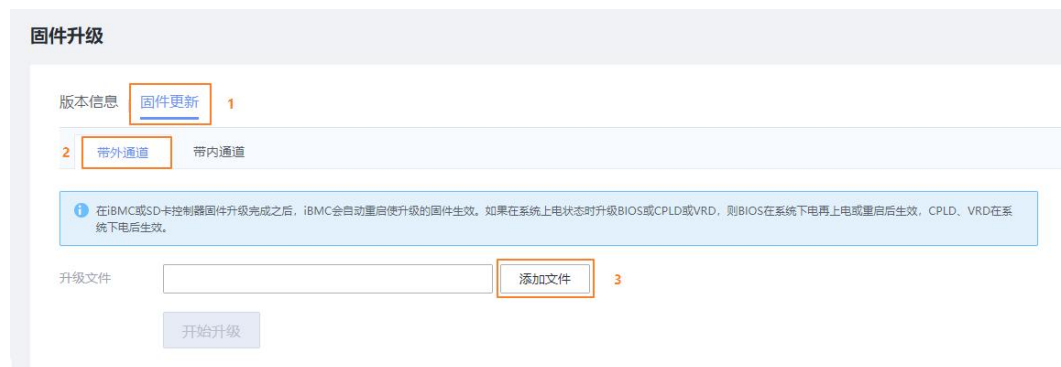 固件升级
版本信息 固件更新 1
2 带外通道 带内通道
在iBMC或SD卡控制器固件升级完成之后，iBMC会自动重启使升级的固件生效。如果在系统上电状态时升级BIOS或CPLD或VRD，则BIOS在系统下电再上电或重启后生效，CPLD、VRD在系
统下电后生效。
升级文件 添加文件 3
开始升级